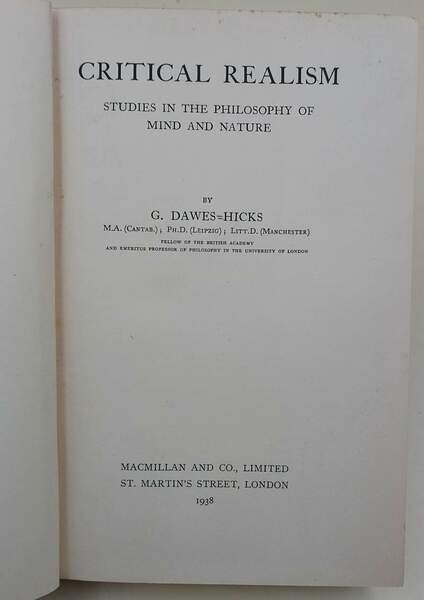 CRITICAL REALISM
STUDIES IN THE PHILOSOPHY OF
MIND AND NATURE
BY
G. DAWES=HICKS
M.A. (CANTAB.); PH.D. (LEIPZIG); LITT.D. (MANCHESTER)
FELLOW OF THE BRITISH ACADEMY
AND EMERITUS PROFESSOR OF PHILOSOPHY IN THE UNIVERSITY OF LONDON
MACMILLAN AND CO., LIMITED
ST. MARTIN'S STREET, LONDON
1938